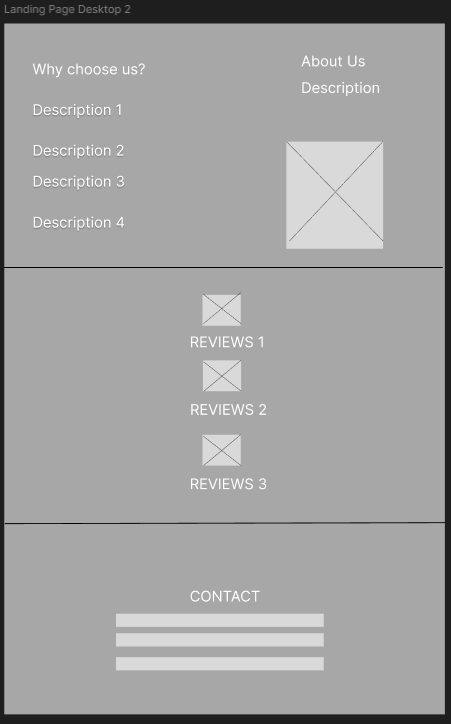 Landing Page Desktop 2
Why choose us?
Description 1
Description 2
Description 3
Description 4
About Us
Description
REVIEWS 1
REVIEWS 2
REVIEWS 3
CONTACT